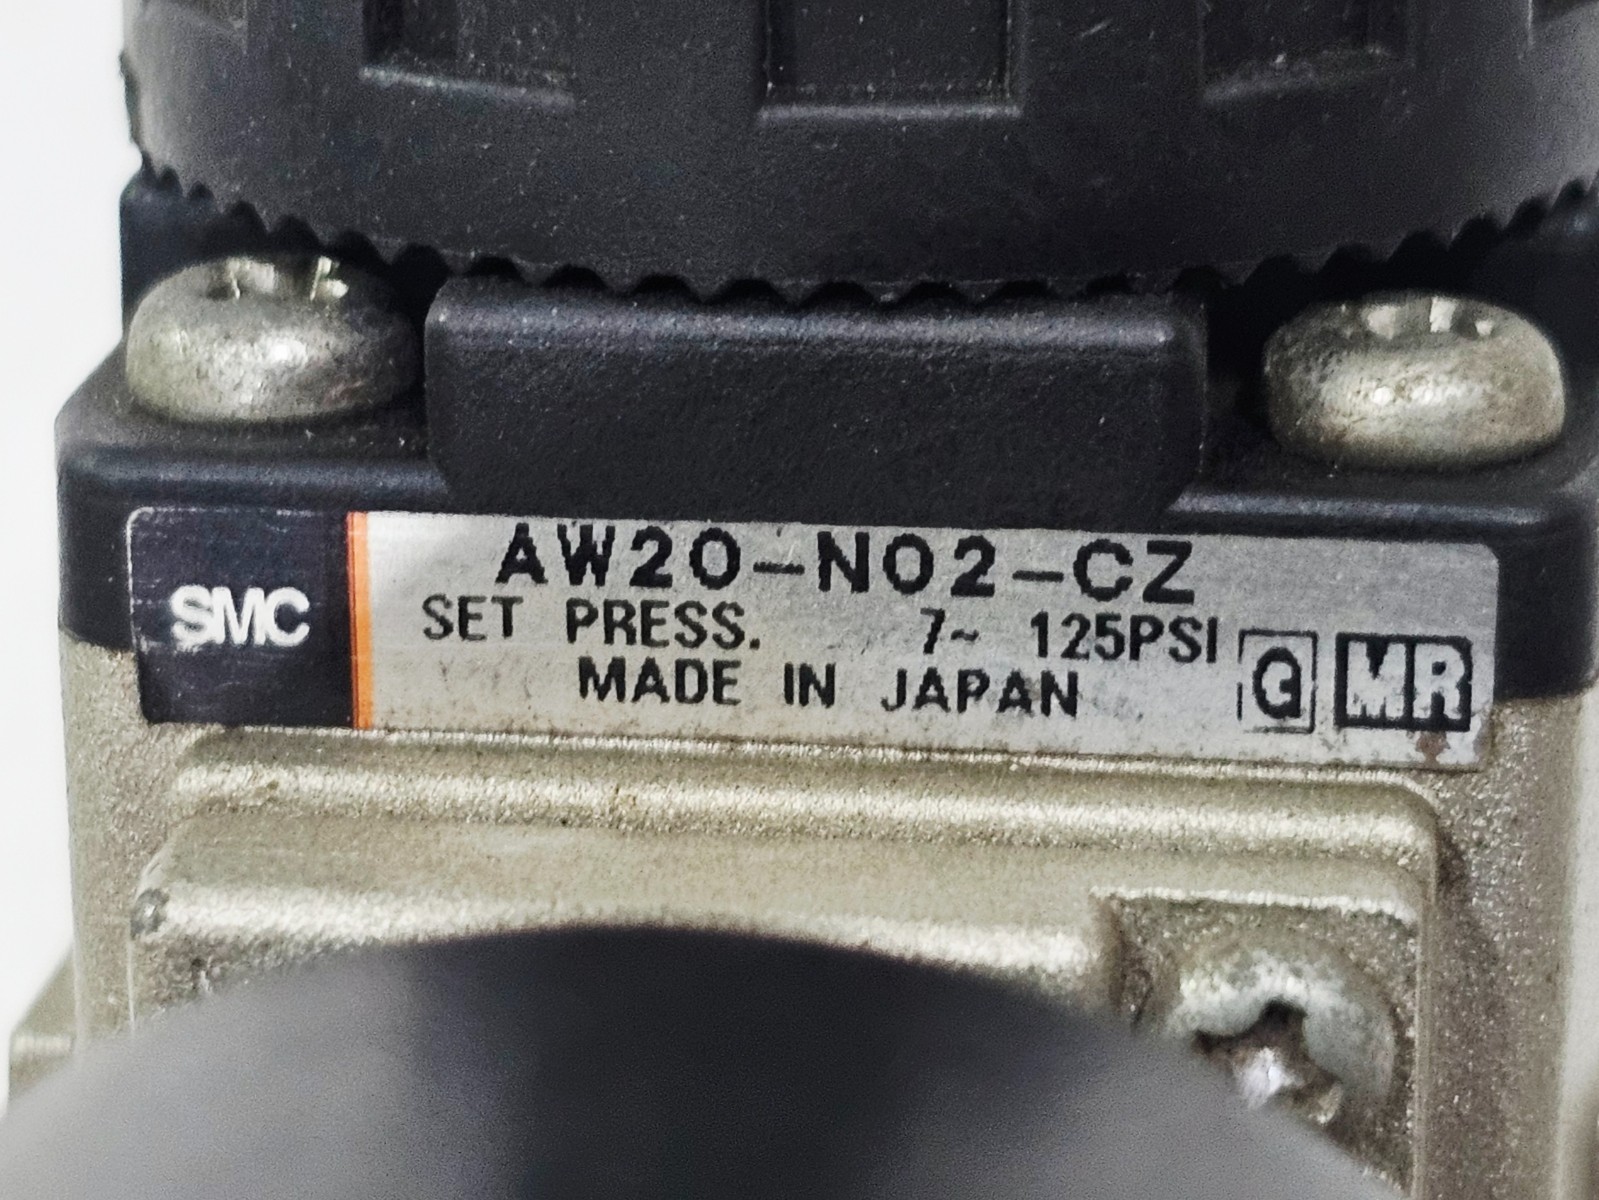 SMC
AW20-N02-CZ
SET PRESS. 7~ 125PSI
MADE IN JAPAN
MR